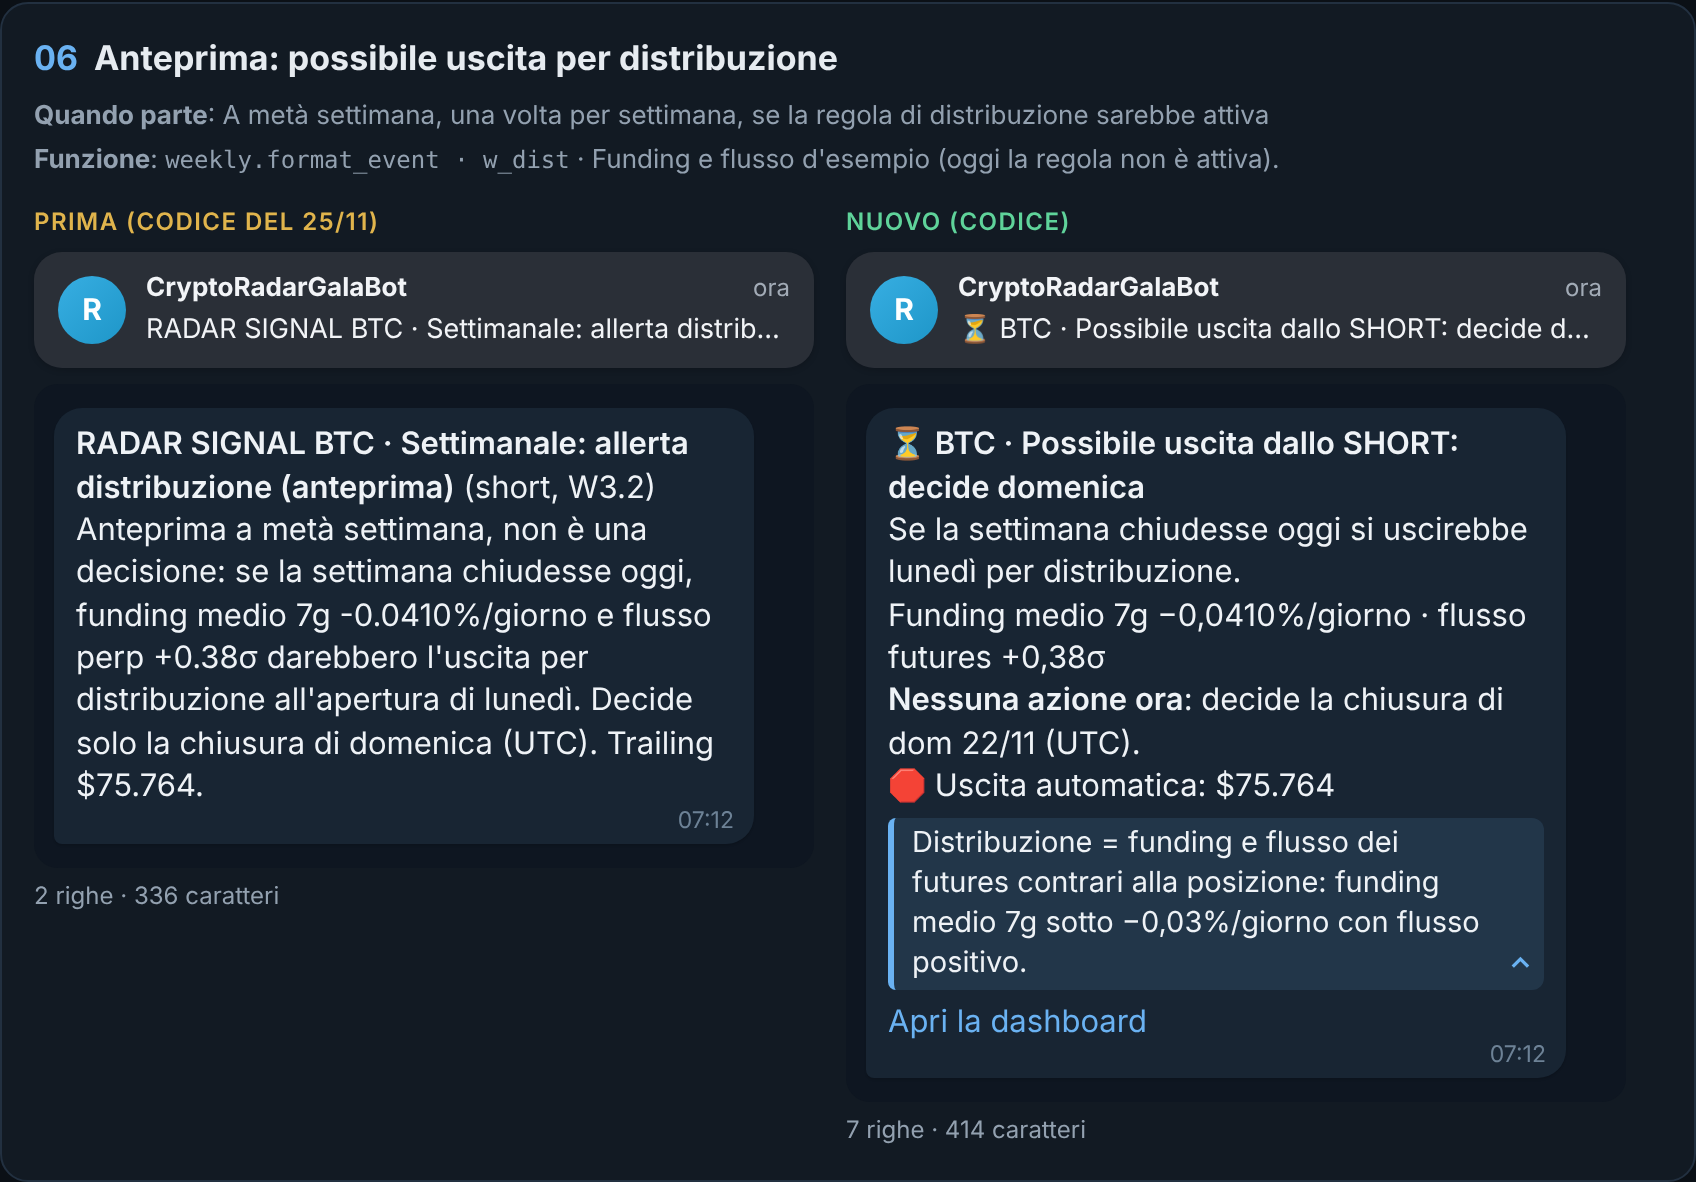 06 Anteprima: possibile uscita per distribuzione
Quando parte: A metà settimana, una volta per settimana, se la regola di distribuzione sarebbe attiva
Funzione: weekly.format_event · w_dist · Funding e flusso d'esempio (oggi la regola non è attiva).
PRIMA (CODICE DEL 25/11)
R
CryptoRadarGalaBot
ora
RADAR SIGNAL BTC · Settimanale: allerta distrib...
RADAR SIGNAL BTC · Settimanale: allerta
distribuzione (anteprima) (short, W3.2)
Anteprima a metà settimana, non è una
decisione: se la settimana chiudesse oggi,
funding medio 7g -0.0410%/giorno e flusso
perp +0.38σ darebbero l'uscita per
distribuzione all'apertura di lunedì. Decide
solo la chiusura di domenica (UTC). Trailing
$75.764.
07:12
2 righe · 336 caratteri
NUOVO (CODICE)
R
CryptoRadarGalaBot
ora
⏳ BTC · Possibile uscita dallo SHORT: decide d...
⏳ BTC · Possibile uscita dallo SHORT:
decide domenica
Se la settimana chiudesse oggi si uscirebbe
lunedì per distribuzione.
Funding medio 7g −0,0410%/giorno · flusso
futures +0,38σ
Nessuna azione ora: decide la chiusura di
dom 22/11 (UTC).
🛑 Uscita automatica: $75.764
Distribuzione = funding e flusso dei
futures contrari alla posizione: funding
medio 7g sotto −0,03%/giorno con flusso
positivo.
Apri la dashboard
07:12
7 righe · 414 caratteri